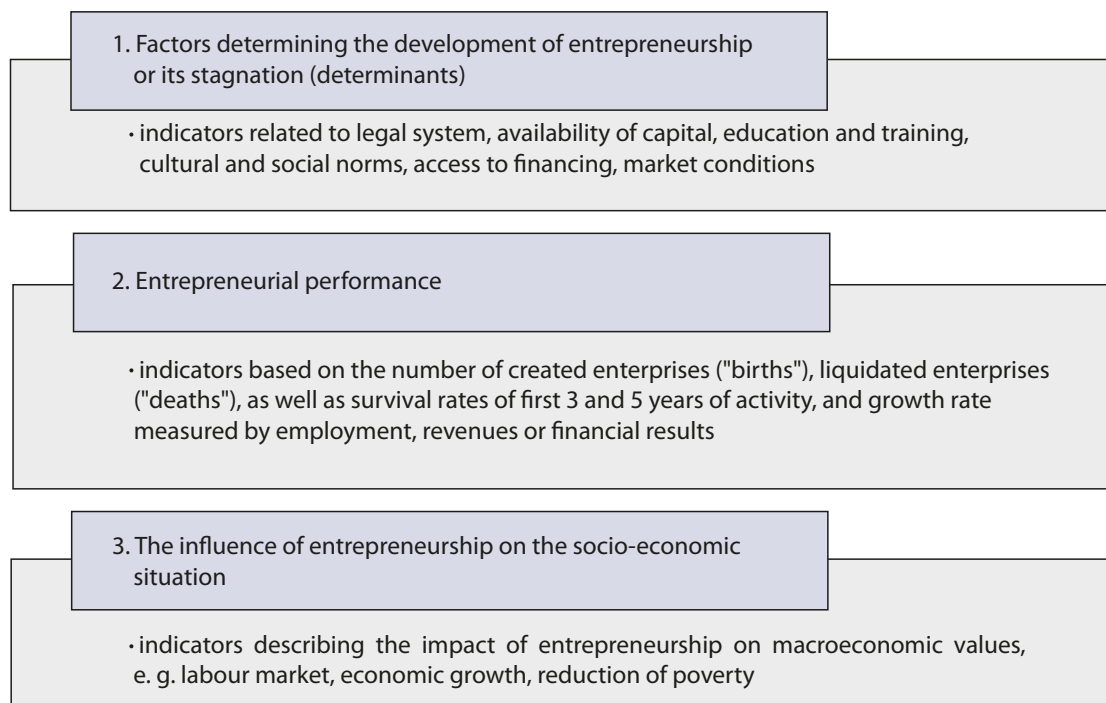 1. Factors determining the development of entrepreneurship
or its stagnation (determinants)
· indicators related to legal system, availability of capital, education and training,
cultural and social norms, access to financing, market conditions
2. Entrepreneurial performance
· indicators based on the number of created enterprises ("births"), liquidated enterprises
("deaths"), as well as survival rates of first 3 and 5 years of activity, and growth rate
measured by employment, revenues or financial results
3. The influence of entrepreneurship on the socio-economic
situation
· indicators describing the impact of entrepreneurship on macroeconomic values,
e. g. labour market, economic growth, reduction of poverty